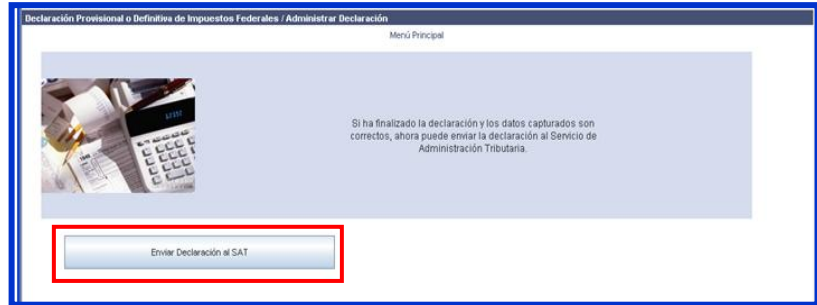 Declaración Provisional o Definitiva de Impuestos Federales / Administrar Declaración
Menú Principal
Si ha finalizado la declaración y los datos capturados son
correctos, ahora puede enviar la declaración al Servicio de
Administración Tributaria.
Enviar Declaración al SAT